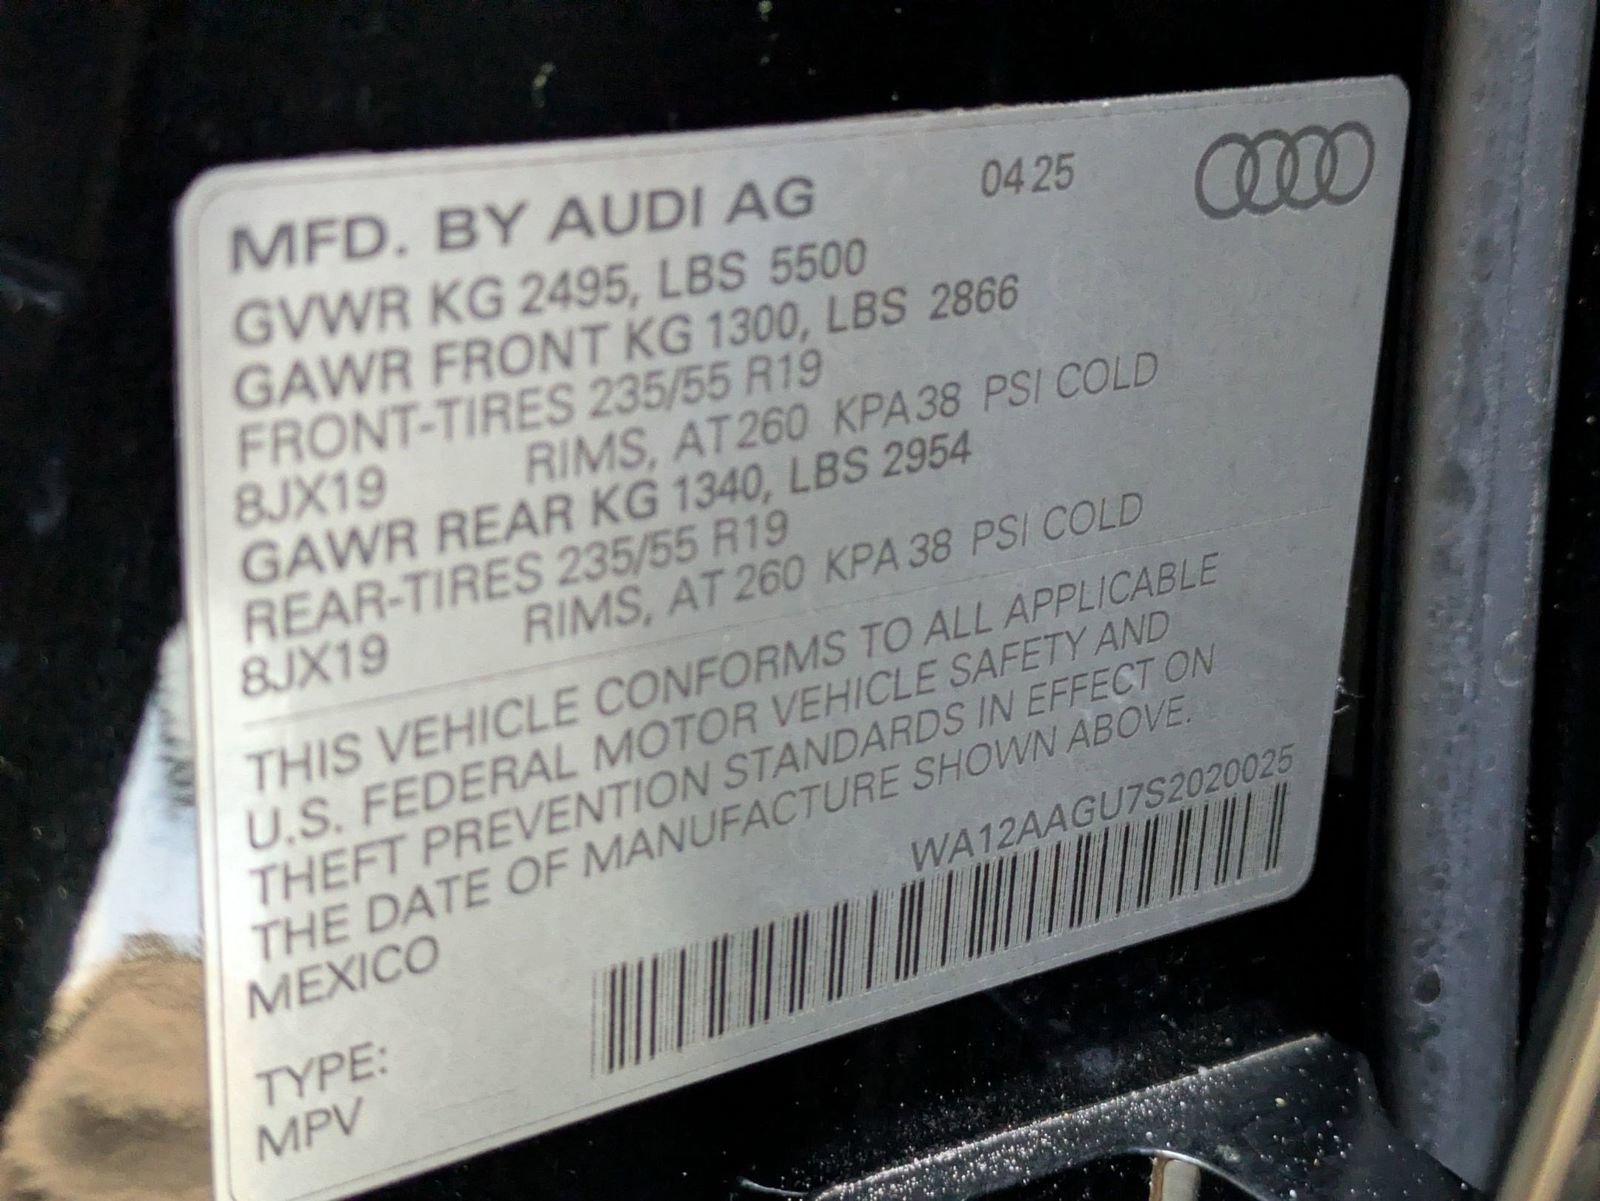 MFD. BY AUDI AG 0425
GVWR KG 2495, LBS 5500
GAWR FRONT KG 1300, LBS 2866
FRONT-TIRES 235/55 R19
8JX19 RIMS, AT 260 KPA 38 PSI COLD
GAWR REAR KG 1340, LBS 2954
REAR-TIRES 235/55 R19
8JX19 RIMS, AT 260 KPA 38 PSI COLD
THIS VEHICLE CONFORMS TO ALL APPLICABLE
U.S. FEDERAL MOTOR VEHICLE SAFETY AND
THEFT PREVENTION STANDARDS IN EFFECT ON
THE DATE OF MANUFACTURE SHOWN ABOVE.
MEXICO WA12AAGU7S2020025
TYPE:
MPV